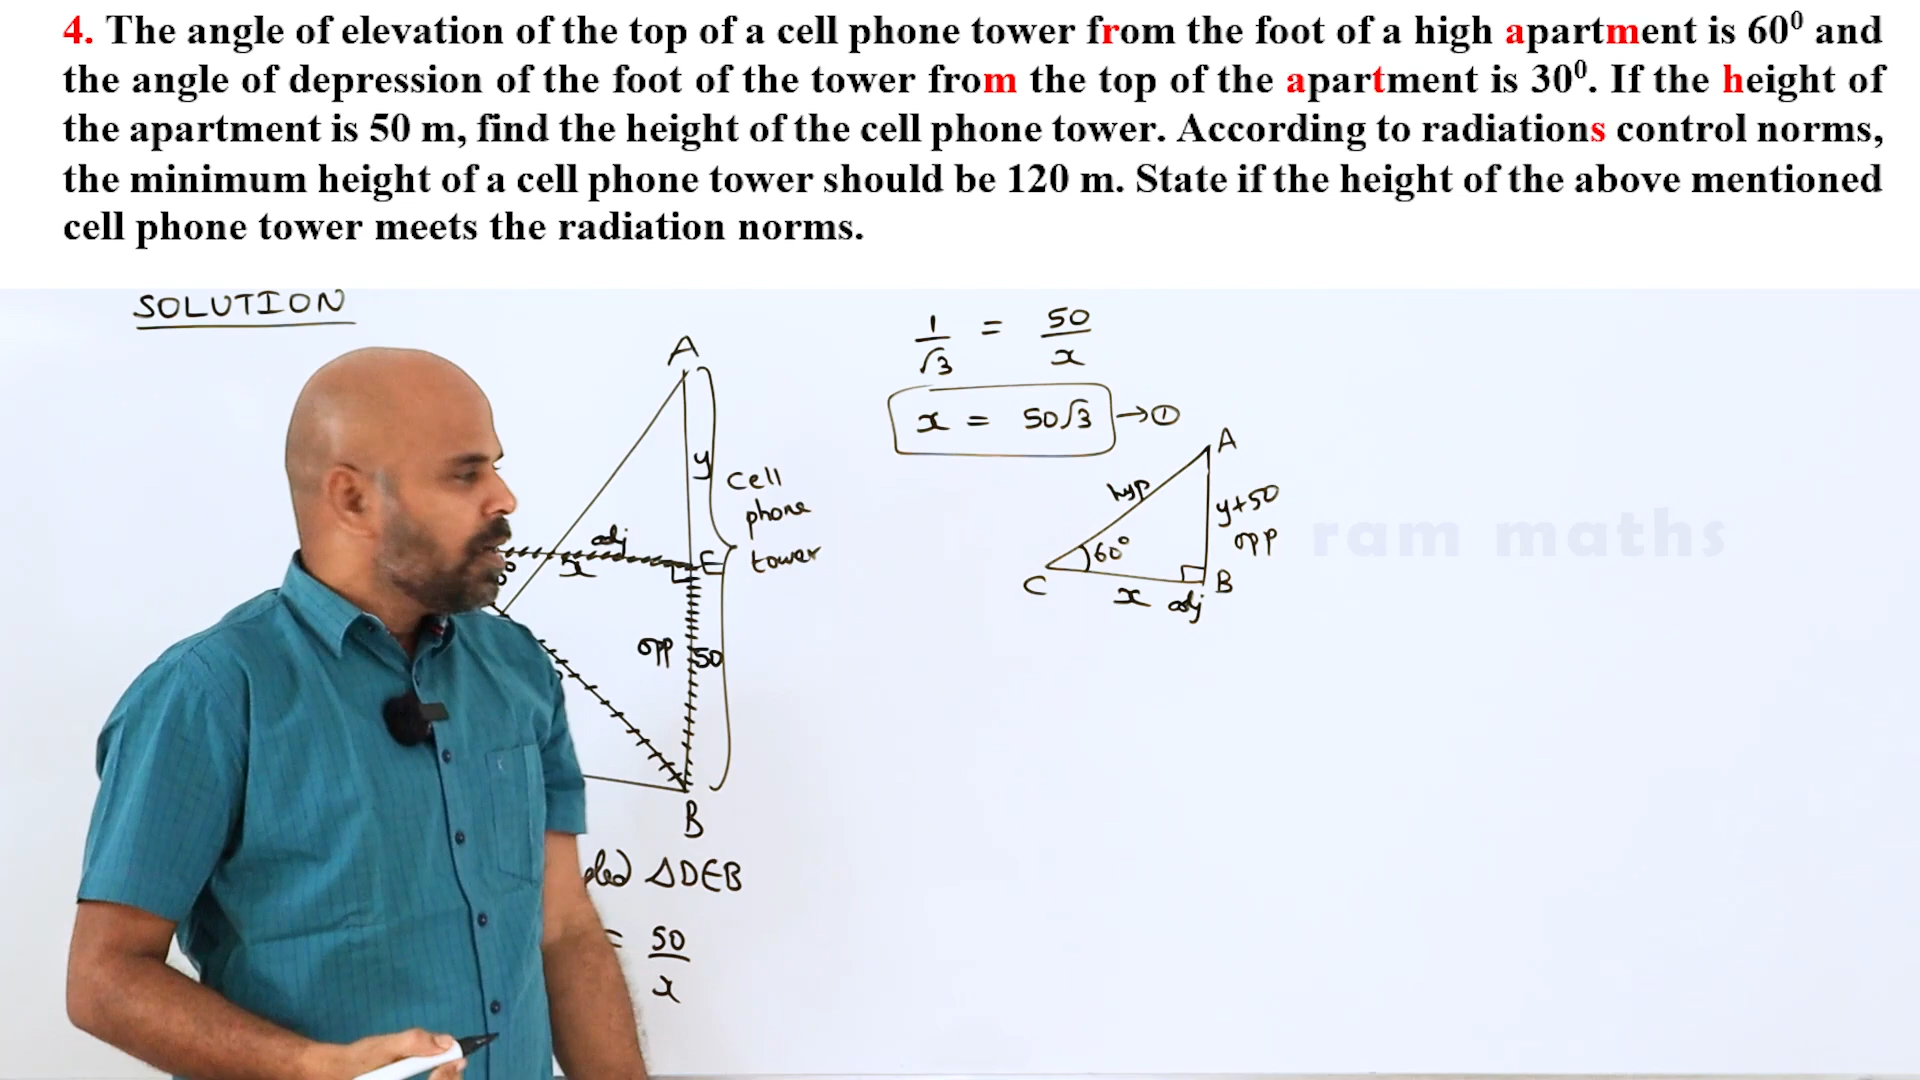 4. The angle of elevation of the top of a cell phone tower from the foot of a high apartment is 60⁰ and
the angle of depression of the foot of the tower from the top of the apartment is 30⁰. If the height of
the apartment is 50 m, find the height of the cell phone tower. According to radiations control norms,
the minimum height of a cell phone tower should be 120 m. State if the height of the above mentioned
cell phone tower meets the radiation norms.
SOLUTION
A
y
Cell
phone
tower
adj
x
E
opp
50
B
ΔDEB
= 50/x
1/√3 = 50/x
x = 50√3 → ①
A
hyp
y+50
opp
60°
C
x adj
B
ram maths